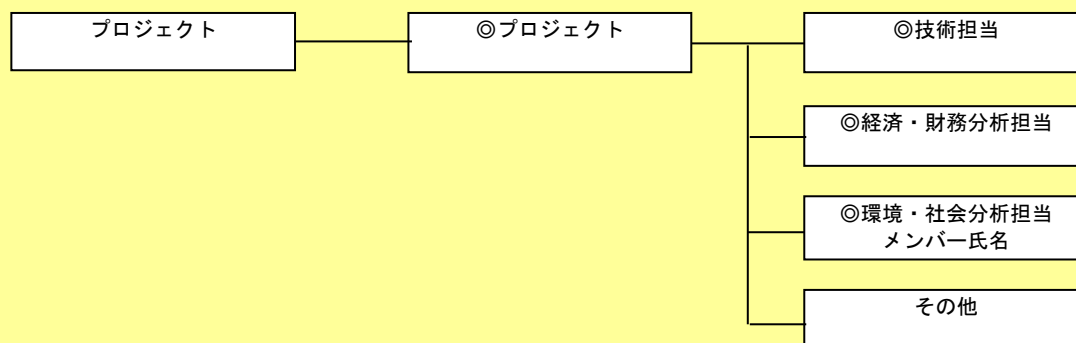 プロジェクト
◎プロジェクト
◎技術担当
◎経済・財務分析担当
◎環境・社会分析担当
メンバー氏名
その他